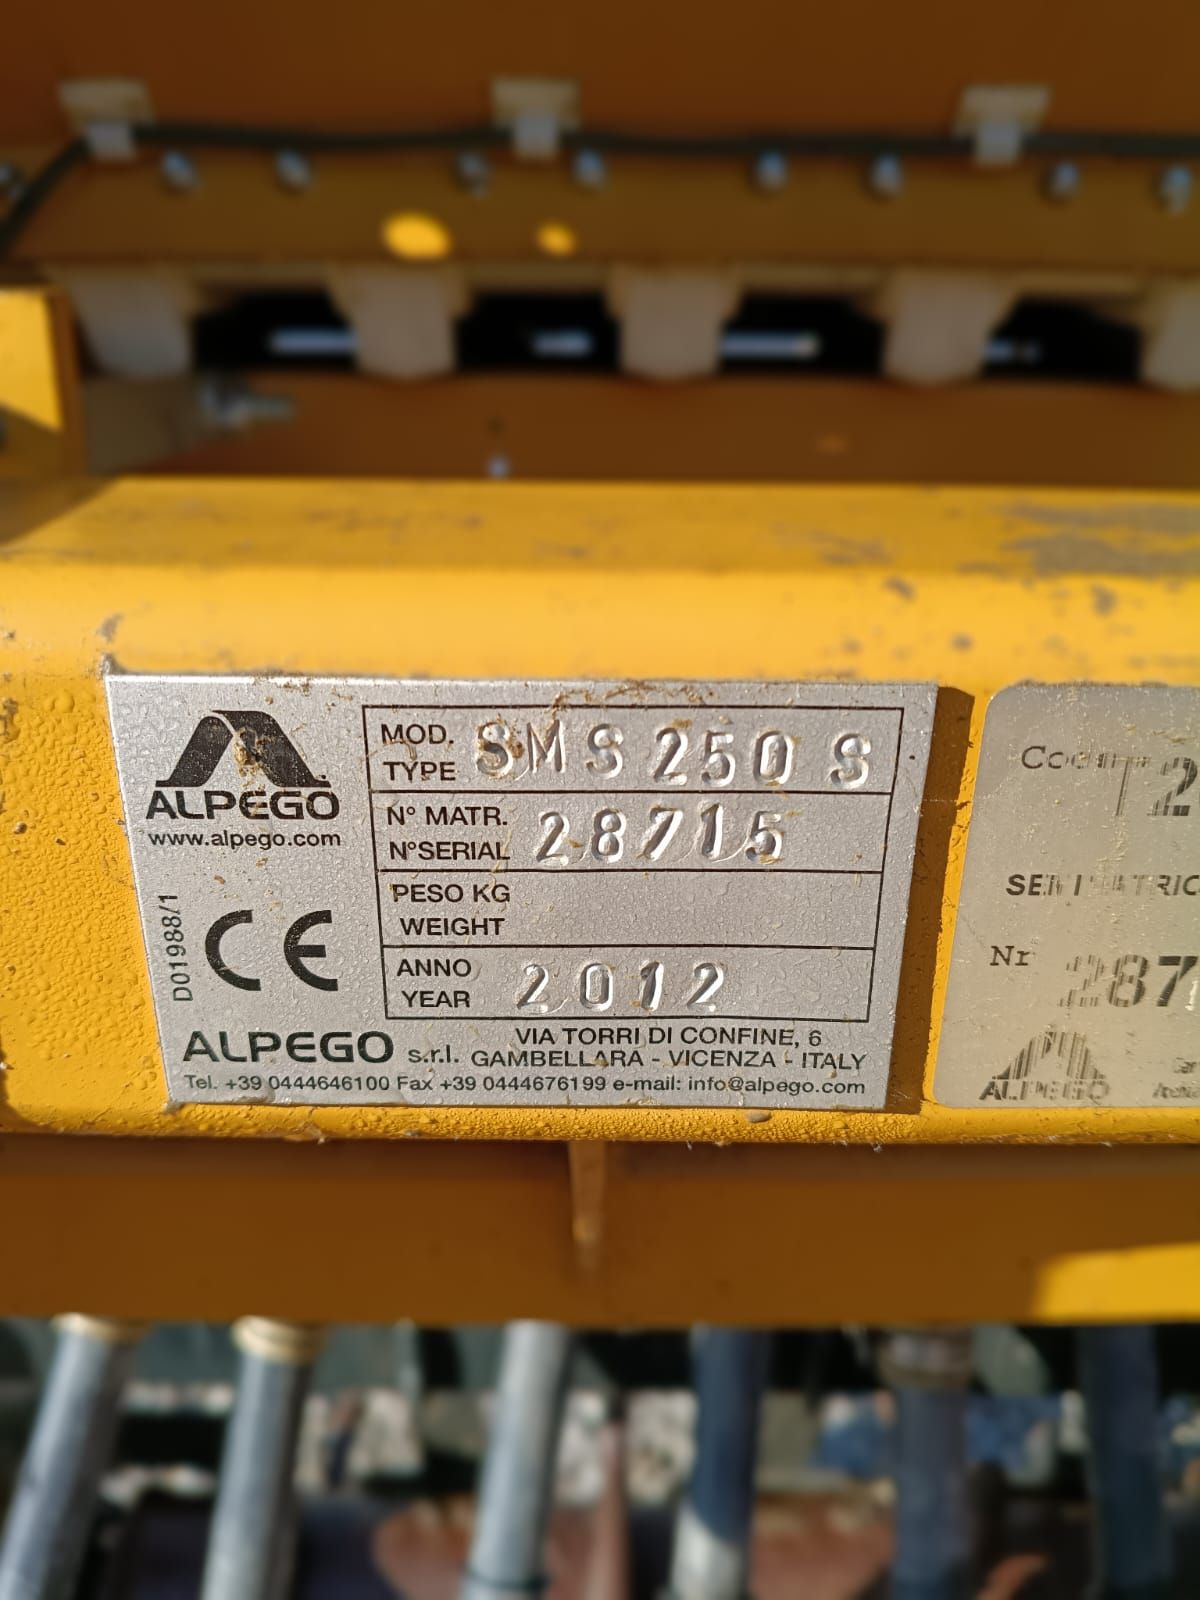 ALPEGO
www.alpego.com
MOD.
TYPE
SMS 250 S
N° MATR.
N°SERIAL
28715
PESO KG
WEIGHT
ANNO
YEAR
2012
D01988/1
CE
ALPEGO s.r.l.
VIA TORRI DI CONFINE, 6
GAMBELLARA - VICENZA - ITALY
Tel. +39 0444646100 Fax +39 0444676199 e-mail: info@alpego.com
Nr
287
ALPEGO